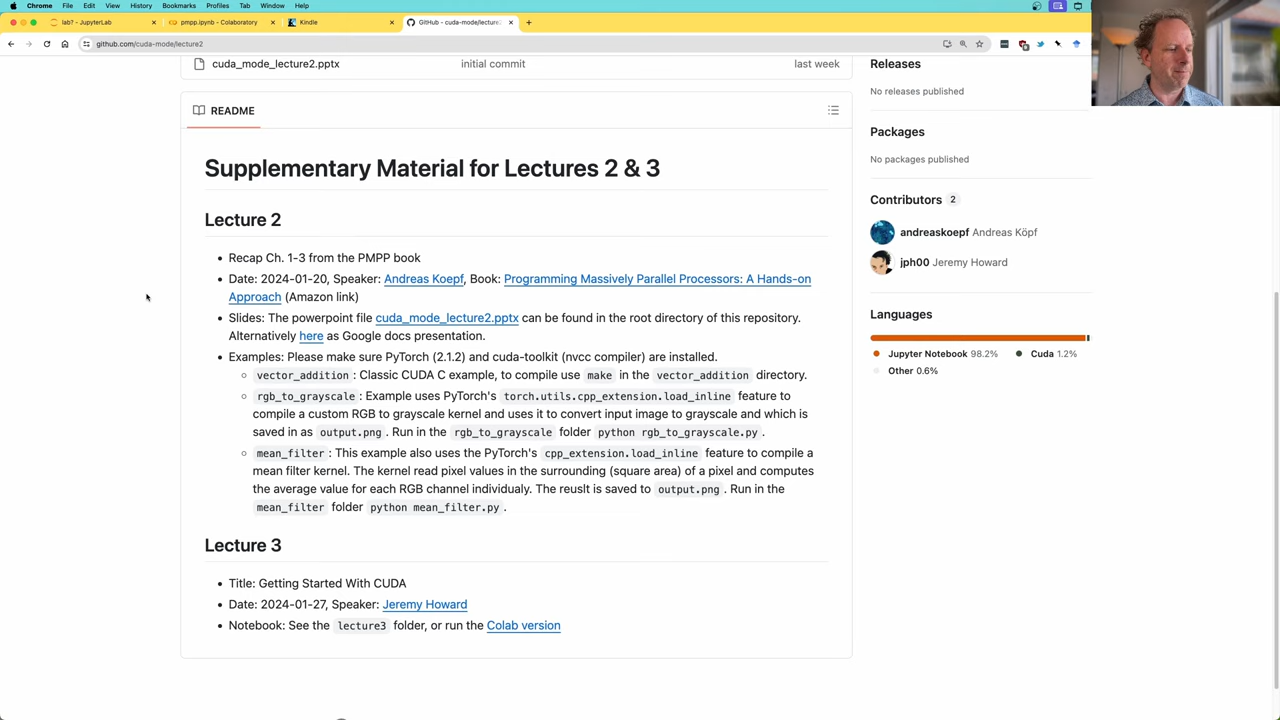 Chrome File Edit View History Bookmarks Profiles Tab Window Help
lab? - JupyterLab
pmpp.ipynb - Colaboratory
Kindle
GitHub - cuda-mode/lecture2
github.com/cuda-mode/lecture2
cuda_mode_lecture2.pptx initial commit last week
README
Supplementary Material for Lectures 2 & 3
Lecture 2
Recap Ch. 1-3 from the PMPP book
Date: 2024-01-20, Speaker: Andreas Koepf, Book: Programming Massively Parallel Processors: A Hands-on
Approach (Amazon link)
Slides: The powerpoint file cuda_mode_lecture2.pptx can be found in the root directory of this repository.
Alternatively here as Google docs presentation.
Examples: Please make sure PyTorch (2.1.2) and cuda-toolkit (nvcc compiler) are installed.
vector_addition : Classic CUDA C example, to compile use make in the vector_addition directory.
rgb_to_grayscale : Example uses PyTorch's torch.utils.cpp_extension.load_inline feature to
compile a custom RGB to grayscale kernel and uses it to convert input image to grayscale and which is
saved in as output.png . Run in the rgb_to_grayscale folder python rgb_to_grayscale.py .
mean_filter : This example also uses the PyTorch's cpp_extension.load_inline feature to compile a
mean filter kernel. The kernel read pixel values in the surrounding (square area) of a pixel and computes
the average value for each RGB channel individualy. The reuslt is saved to output.png . Run in the
mean_filter folder python mean_filter.py .
Lecture 3
Title: Getting Started With CUDA
Date: 2024-01-27, Speaker: Jeremy Howard
Notebook: See the lecture3 folder, or run the Colab version
Releases
No releases published
Packages
No packages published
Contributors 2
andreaskoepf Andreas Köpf
jph00 Jeremy Howard
Languages
Jupyter Notebook 98.2% Cuda 1.2%
Other 0.6%